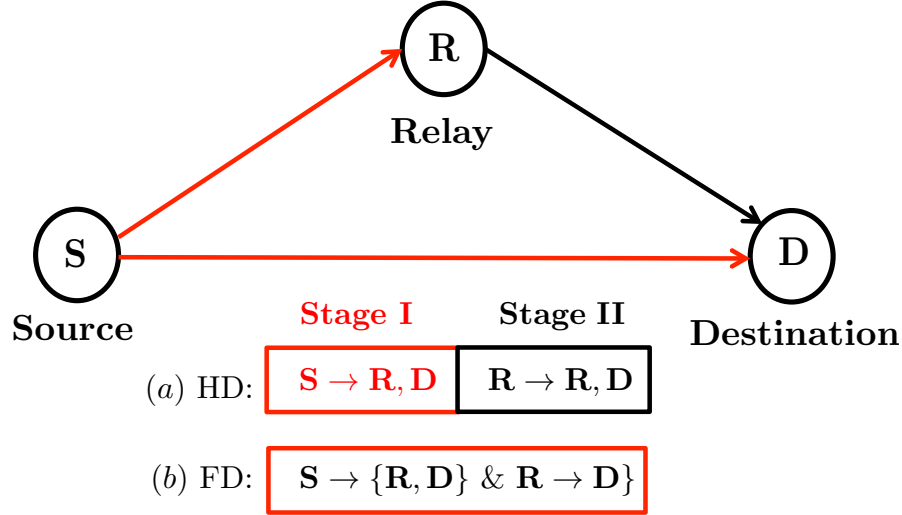 R
Relay
S
D
Source
Destination
Stage I Stage II
(a) HD: S → R, D R → R, D
(b) FD: S → {R, D} & R → D}